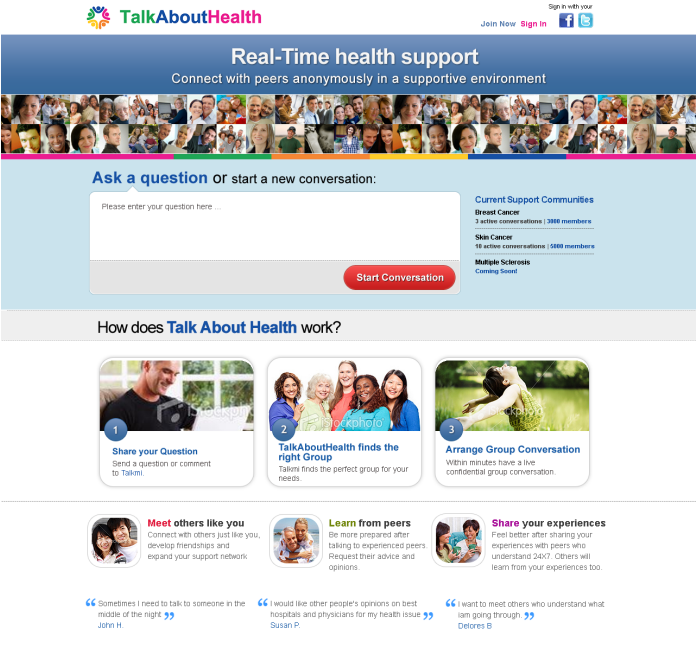 Sign in with your
TalkAboutHealth
Join Now Sign In
Real-Time health support
Connect with peers anonymously in a supportive environment
Ask a question or start a new conversation:
Please enter your question here ...
Start Conversation
Current Support Communities
Breast Cancer
3 active conversations | 3000 members
Skin Cancer
10 active conversations | 5000 members
Multiple Sclerosis
Coming Soon!
How does Talk About Health work?
iStockphoto
1
Share your Question
Send a question or comment
to Talkmi.
iStockphoto
2
TalkAboutHealth finds the
right Group
Talkmi finds the perfect group for your
needs.
iStockphoto
3
Arrange Group Conversation
Within minutes have a live
confidential group conversation.
Meet others like you
Connect with others just like you,
develop friendships and
expand your support network
Learn from peers
Be more prepared after
talking to experienced peers.
Request their advice and
opinions.
Share your experiences
Feel better after sharing your
experiences with peers who
understand 24X7. Others will
learn from your experiences too.
“ Sometimes I need to talk to someone in the
middle of the night ”
John H.
“ I would like other people's opinions on best
hospitals and physicians for my health issue ”
Susan P.
“ I want to meet others who understand what
iam going through. ”
Delores B